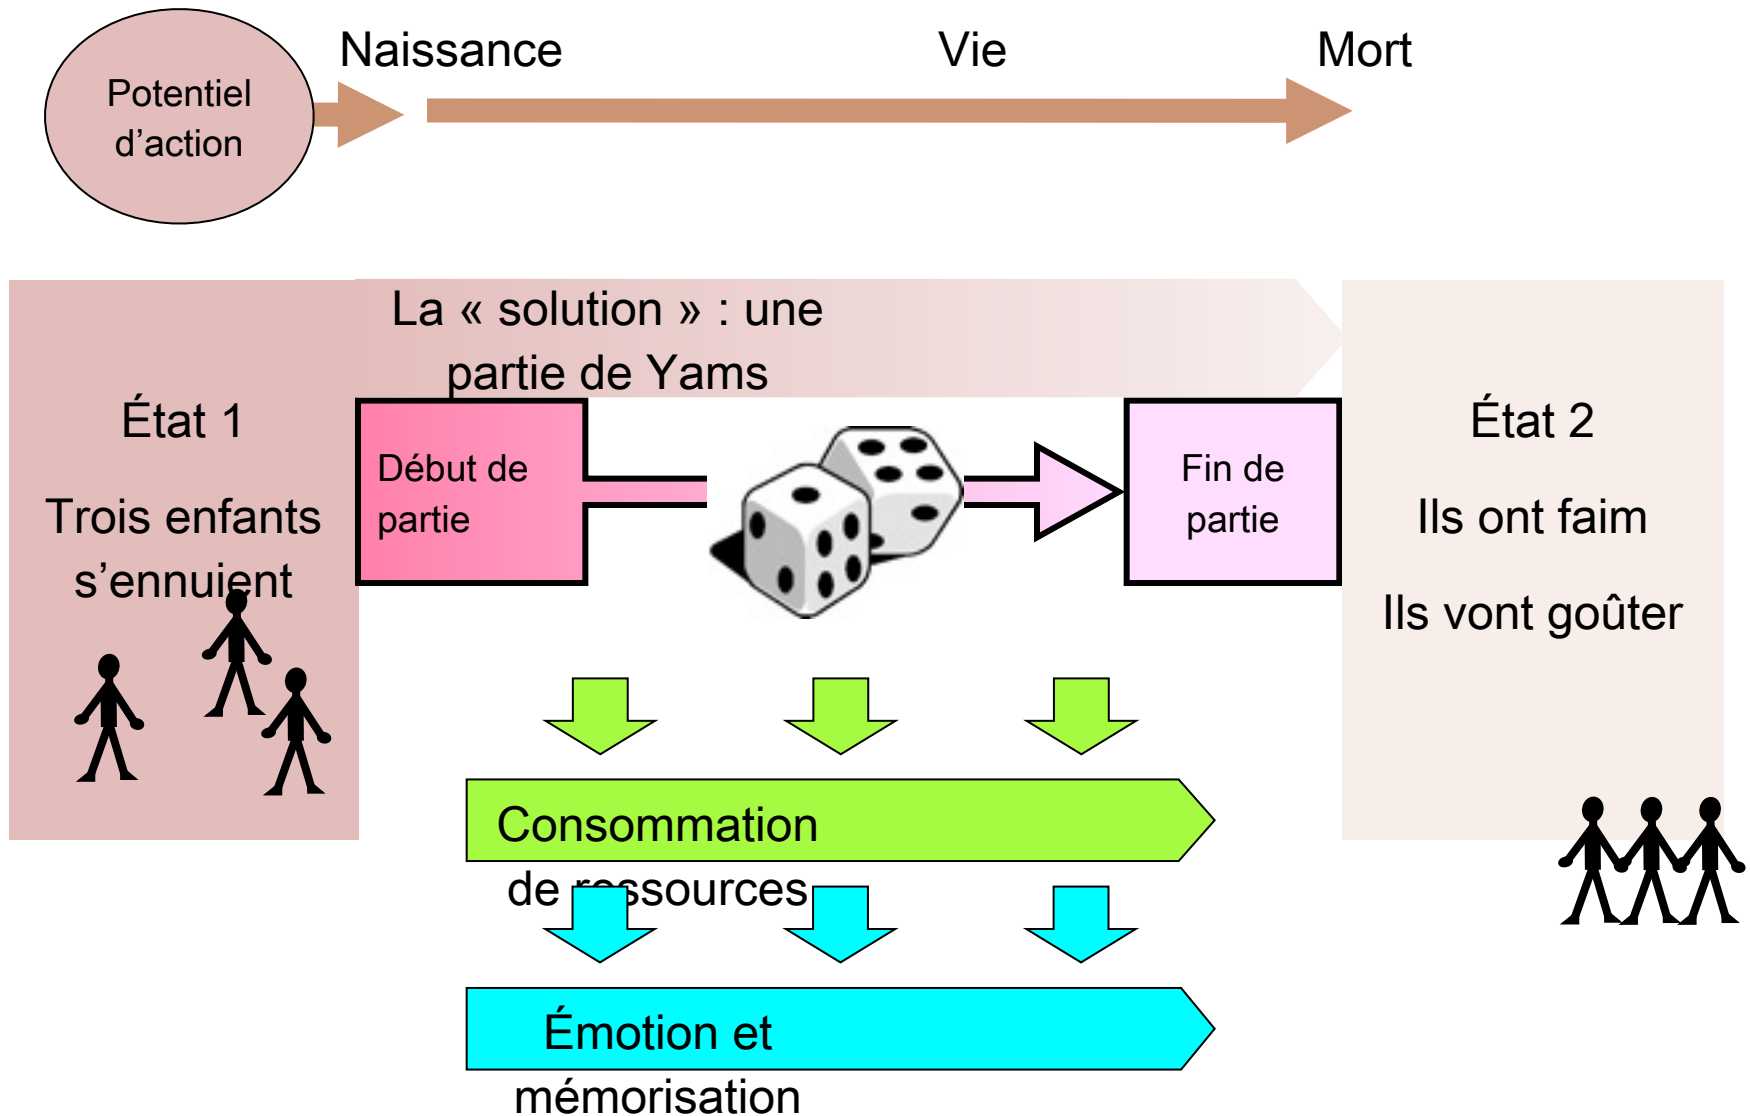 Naissance
Vie
Mort
Potentiel
d’action
La « solution » : une
partie de Yams
État 1
Trois enfants
s’ennuient
Début de
partie
Fin de
partie
État 2
Ils ont faim
Ils vont goûter
Consommation
de ressources
Émotion et
mémorisation